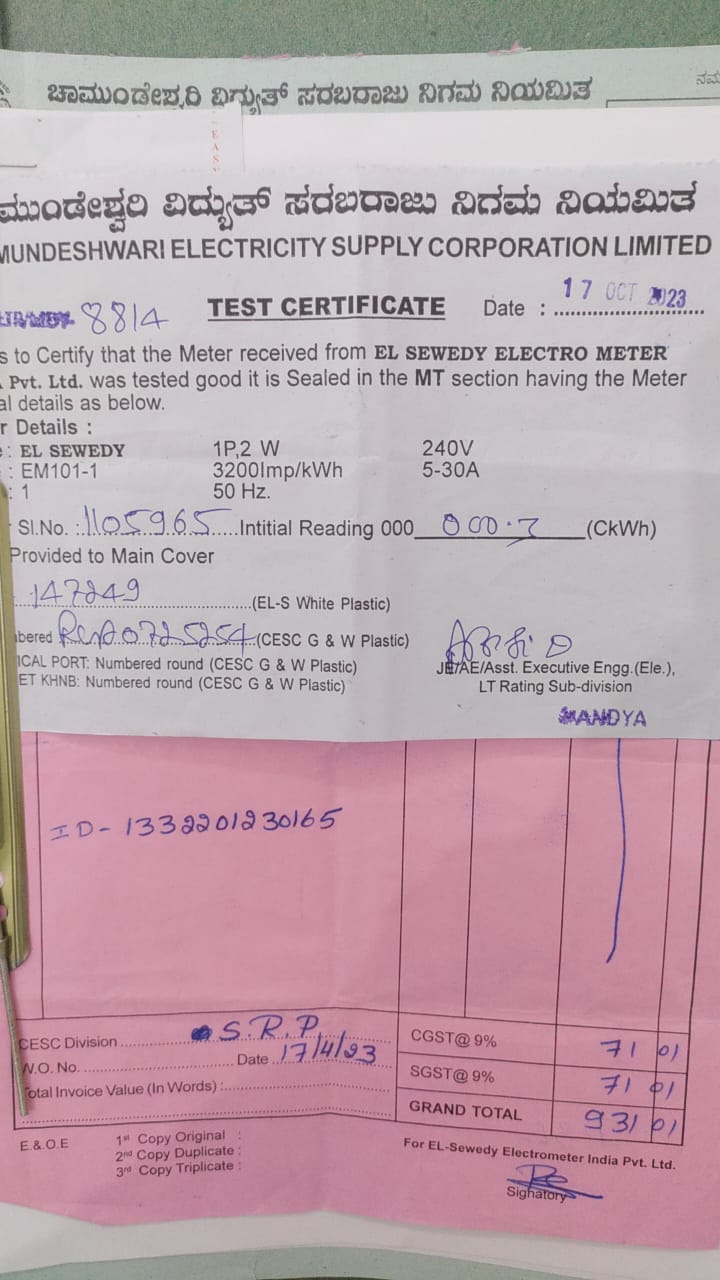 ಚಾಮುಂಡೇಶ್ವರಿ ವಿದ್ಯುತ್ ಸರಬರಾಜು ನಿಗಮ ನಿಯಮಿತ
ನಮ
EAS
ಮುಂಡೇಶ್ವರಿ ವಿದ್ಯುತ್ ಸರಬರಾಜು ನಿಗಮ ನಿಯಮಿತ
MUNDESHWARI ELECTRICITY SUPPLY CORPORATION LIMITED
8814 TEST CERTIFICATE Date : 17 OCT 2023
s to Certify that the Meter received from EL SEWEDY ELECTRO METER
Pvt. Ltd. was tested good it is Sealed in the MT section having the Meter
al details as below.
r Details :
: EL SEWEDY 1P,2 W 240V
: EM101-1 3200Imp/kWh 5-30A
: 1 50 Hz.
Sl.No. : 1105965 Intitial Reading 000 000.7 (CkWh)
Provided to Main Cover
147249 (EL-S White Plastic)
bered (CESC G & W Plastic)
ICAL PORT: Numbered round (CESC G & W Plastic) JE/AE/Asst. Executive Engg.(Ele.),
ET KHNB: Numbered round (CESC G & W Plastic) LT Rating Sub-division
MANDYA
ID- 1332201230165
CESC Division S.R.P. CGST@ 9% 71 01
W.O. No. Date 17/4/23 SGST@ 9% 71 01
Total Invoice Value (In Words) : GRAND TOTAL 931 01
E.&.O.E 1st Copy Original :
2nd Copy Duplicate :
3rd Copy Triplicate :
For EL-Sewedy Electrometer India Pvt. Ltd.
Signatory